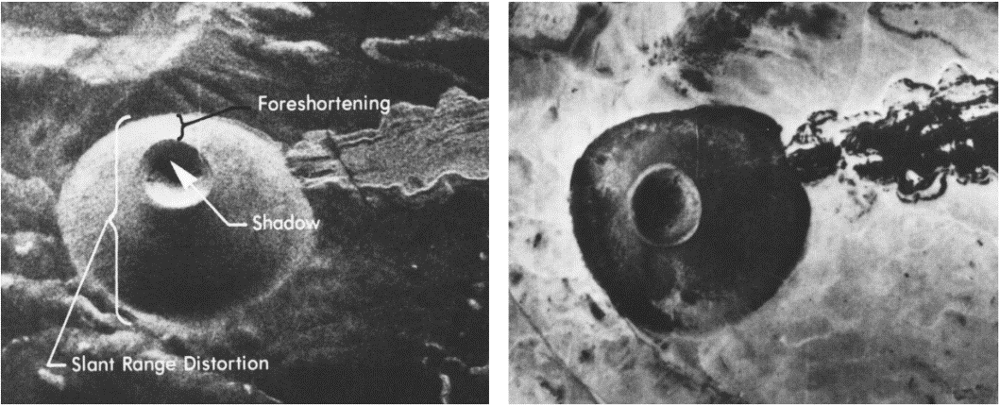 Foreshortening
Shadow
Slant Range Distortion